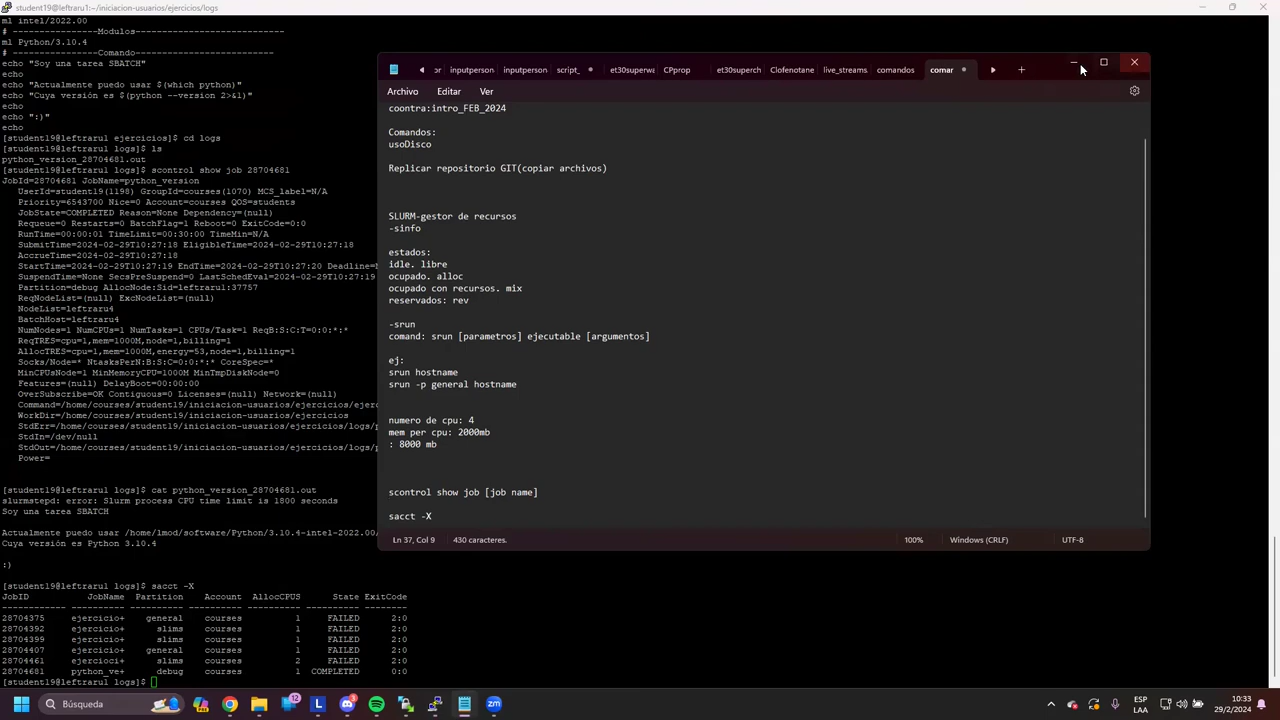 student19@leftraru1:~/iniciacion-usuarios/ejercicios/logs
ml intel/2022.00
# ----------------Modulos----------------------------
ml Python/3.10.4
# ----------------Comando--------------------------
echo "Soy una tarea SBATCH"
echo
echo "Actualmente puedo usar $(which python)"
echo "Cuya versión es $(python --version 2>&1)"
echo
echo ":)"
echo
[student19@leftraru1 ejercicios]$ cd logs
[student19@leftraru1 logs]$ ls
python_version_28704681.out
[student19@leftraru1 logs]$ scontrol show job 28704681
JobId=28704681 JobName=python_version
UserId=student19(1198) GroupId=courses(1070) MCS_label=N/A
Priority=6543700 Nice=0 Account=courses QOS=students
JobState=COMPLETED Reason=None Dependency=(null)
Requeue=0 Restarts=0 BatchFlag=1 Reboot=0 ExitCode=0:0
RunTime=00:00:01 TimeLimit=00:30:00 TimeMin=N/A
SubmitTime=2024-02-29T10:27:18 EligibleTime=2024-02-29T10:27:18
AccrueTime=2024-02-29T10:27:18
StartTime=2024-02-29T10:27:19 EndTime=2024-02-29T10:27:20 Deadline=
SuspendTime=None SecsPreSuspend=0 LastSchedEval=2024-02-29T
Partition=debug AllocNode:Sid=leftraru1:37757
ReqNodeList=(null) ExcNodeList=(null)
NodeList=leftraru4
BatchHost=leftraru4
NumNodes=1 NumCPUs=1 NumTasks=1 CPUs/Task=1 ReqB:S:C:T=0:0:*:*
ReqTRES=cpu=1,mem=1000M,node=1,billing=1
AllocTRES=cpu=1,mem=1000M,energy=53,node=1,billing=1
Socks/Node=* NtasksPerN:B:S:C=0:0:*:* CoreSpec=*
MinCPUsNode=1 MinMemoryCPU=1000M MinTmpDiskNode=0
Features=(null) DelayBoot=00:00:00
OverSubscribe=OK Contiguous=0 Licenses=(null) Network=(null)
Command=/home/courses/student19/iniciacion-usuarios/ejercicios/ejer
WorkDir=/home/courses/student19/iniciacion-usuarios/ejercicios
StdErr=/home/courses/student19/iniciacion-usuarios/ejercicios/logs/
StdIn=/dev/null
StdOut=/home/courses/student19/iniciacion-usuarios/ejercicios/logs/
Power=
[student19@leftraru1 logs]$ cat python_version_28704681.out
slurmstepd: error: Slurm process CPU time limit is 1800 seconds
Soy una tarea SBATCH
Actualmente puedo usar /home/lmod/software/Python/3.10.4-intel-2022.00/
Cuya versión es Python 3.10.4
:)
[student19@leftraru1 logs]$ sacct -X
JobID JobName Partition Account AllocCPUS State ExitCode
------------ ---------- ---------- ---------- ---------- ---------- --------
28704375 ejercicio+ general courses 1 FAILED 2:0
28704392 ejercicio+ slims courses 1 FAILED 2:0
28704399 ejercicio+ slims courses 1 FAILED 2:0
28704407 ejercicio+ general courses 1 FAILED 2:0
28704461 ejercioci+ slims courses 2 FAILED 2:0
28704681 python_ve+ debug courses 1 COMPLETED 0:0
[student19@leftraru1 logs]$
or inputperson inputperson script_ et30superwa CPprop et30superch Clofenotane live_streams comandos comar
Archivo Editar Ver
coontra:intro_FEB_2024
Comandos:
usoDisco
Replicar repositorio GIT(copiar archivos)
SLURM-gestor de recursos
-sinfo
estados:
idle. libre
ocupado. alloc
ocupado con recursos. mix
reservados: rev
-srun
comand: srun [parametros] ejecutable [argumentos]
ej:
srun hostname
srun -p general hostname
numero de cpu: 4
mem per cpu: 2000mb
: 8000 mb
scontrol show job [job name]
sacct -X
Ln 37, Col 9 430 caracteres. 100% Windows (CRLF) UTF-8
Búsqueda
PRE
12
L
3
zm
ESP
LAA
10:33
29/2/2024